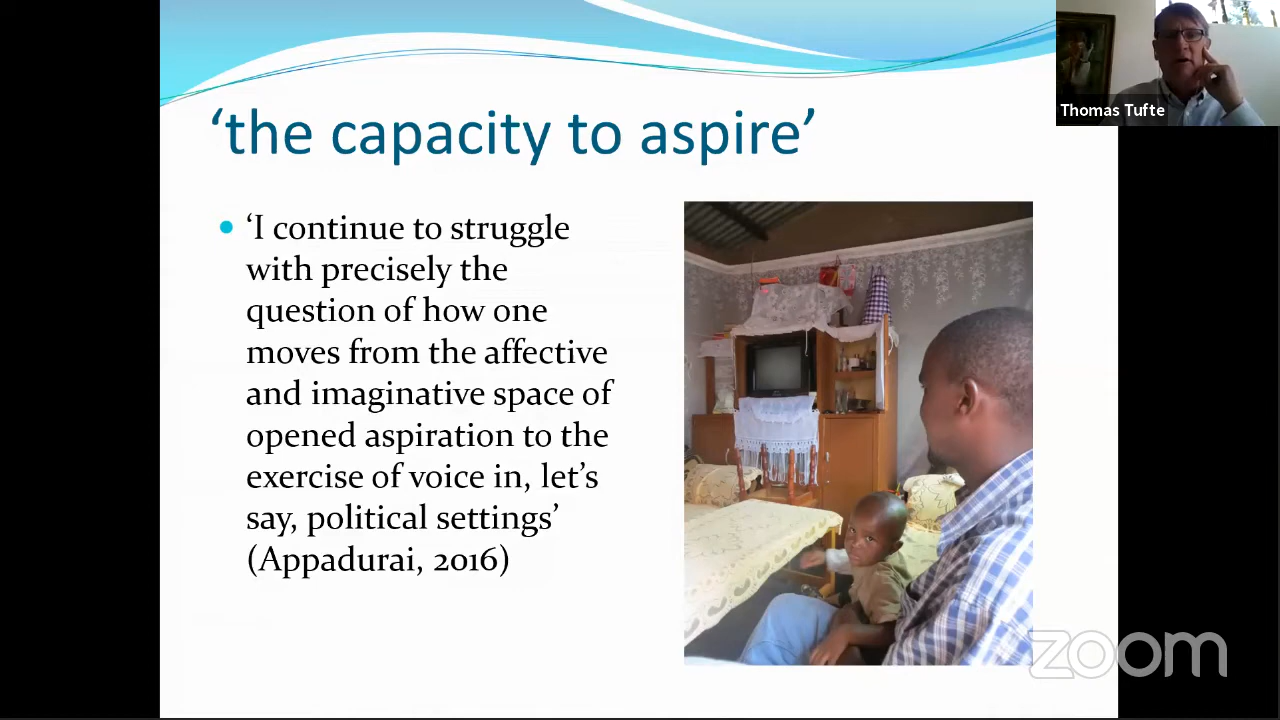 ‘the capacity to aspire’
‘I continue to struggle
with precisely the
question of how one
moves from the affective
and imaginative space of
opened aspiration to the
exercise of voice in, let’s
say, political settings’
(Appadurai, 2016)
Thomas Tufte
zoom